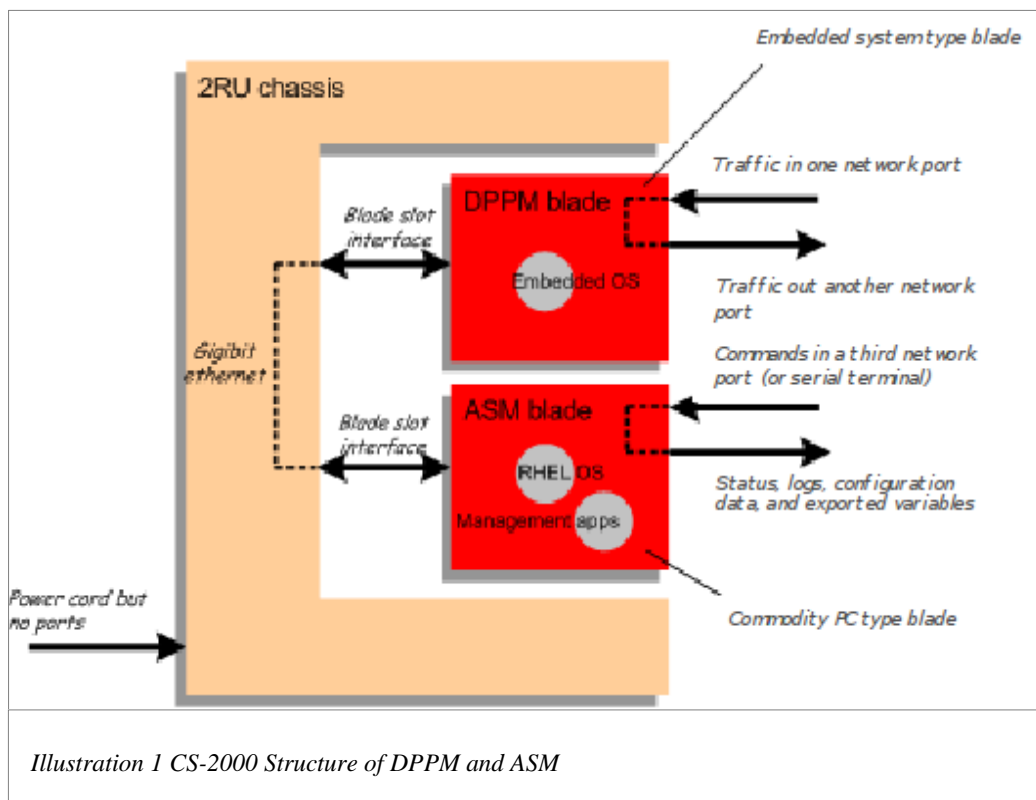 Embedded system type blade
2RU chassis
Traffic in one network port
DPPM blade
Blade slot
interface
Embedded OS
Traffic out another network
port
Gigibit
ethernet
Commands in a third network
port (or serial terminal)
ASM blade
Blade slot
interface
RHEL OS
Status, logs, configuration
data, and exported variables
Management apps
Power cord but
no ports
Commodity PC type blade
Illustration 1 CS-2000 Structure of DPPM and ASM